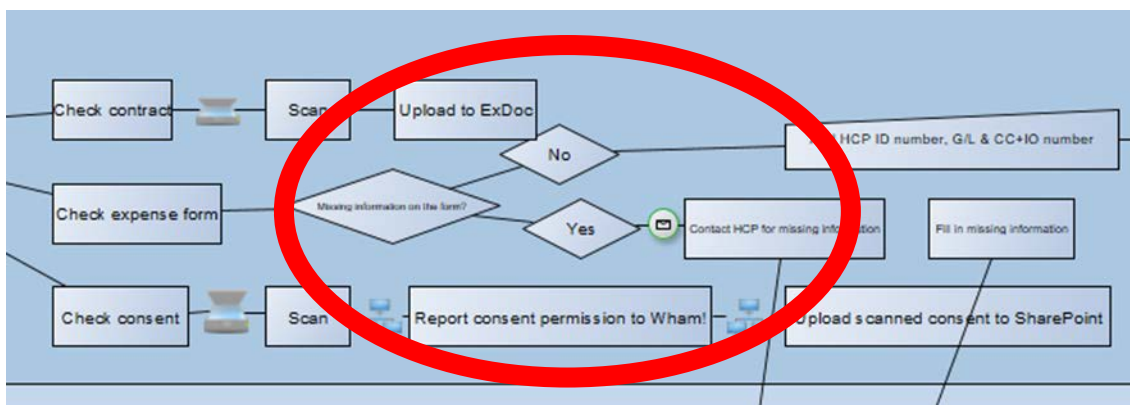 Check contract
Scan
Upload to ExDoc
No
HCP ID number, G/L & CC+IO number
Missing information on the form?
Check expense form
Yes
Contact HCP for missing information
Fill in missing information
Check consent
Scan
Report consent permission to Wham!
Upload scanned consent to SharePoint